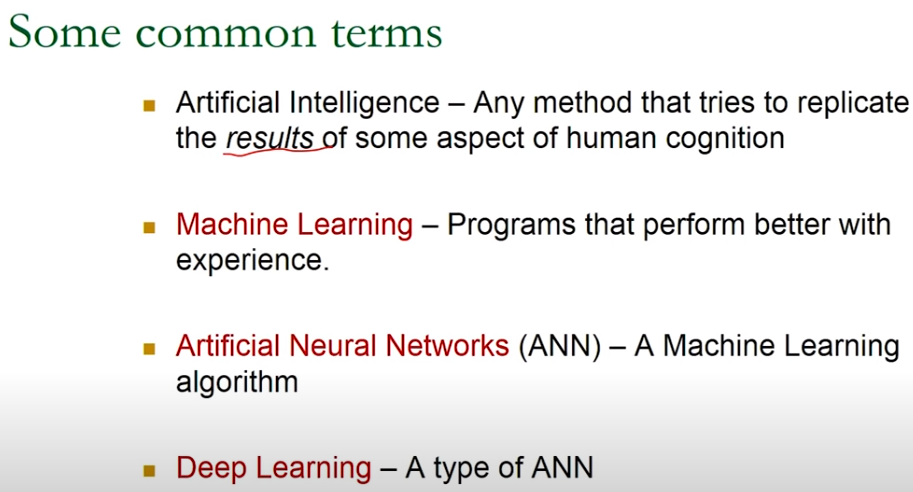 Some common terms
Artificial Intelligence – Any method that tries to replicate
the results of some aspect of human cognition
Machine Learning – Programs that perform better with
experience.
Artificial Neural Networks (ANN) – A Machine Learning
algorithm
Deep Learning – A type of ANN